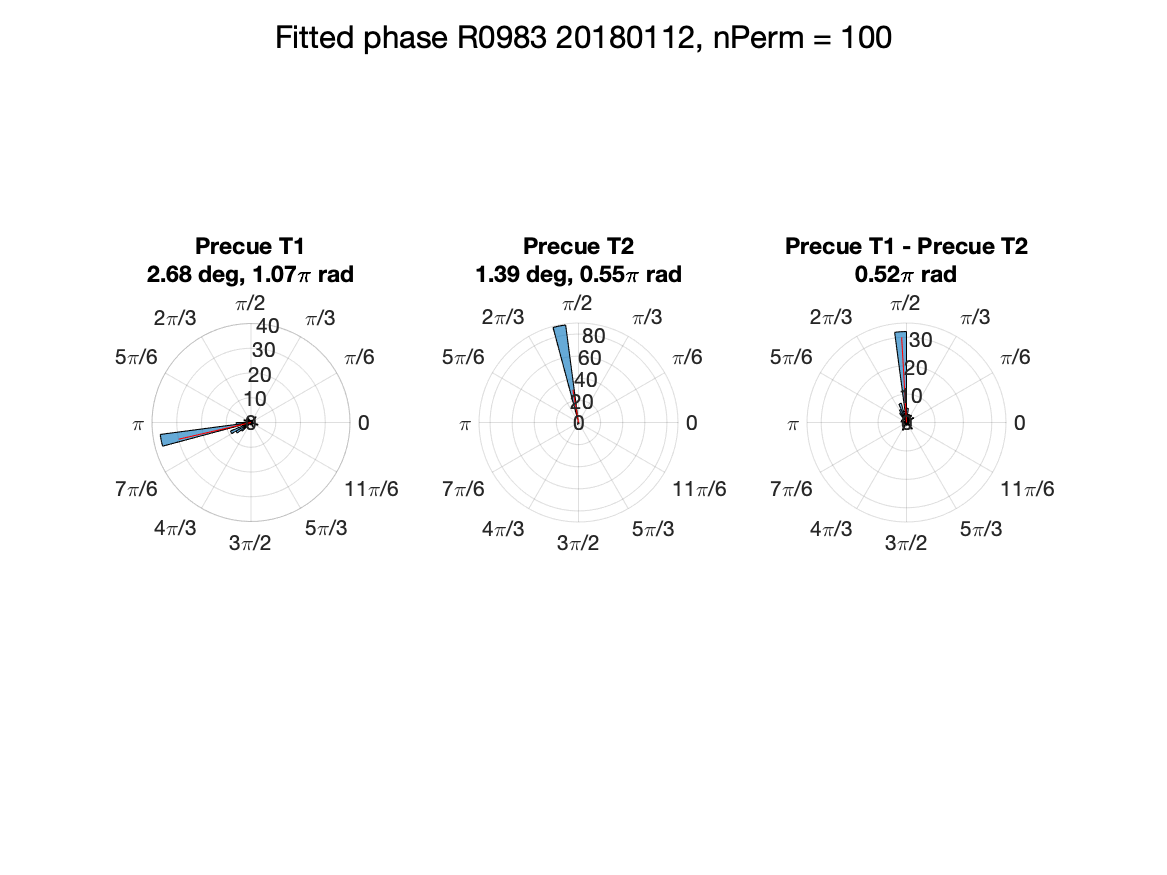 Fitted phase R0983 20180112, nPerm = 100
Precue T1
2.68 deg, 1.07π rad
π/2
2π/3
π/3
5π/6
π/6
π
0
7π/6
11π/6
4π/3
5π/3
3π/2
40
30
20
10
0
Precue T2
1.39 deg, 0.55π rad
π/2
2π/3
π/3
5π/6
π/6
π
0
7π/6
11π/6
4π/3
5π/3
3π/2
80
60
40
20
0
Precue T1 - Precue T2
0.52π rad
π/2
2π/3
π/3
5π/6
π/6
π
0
7π/6
11π/6
4π/3
5π/3
3π/2
30
20